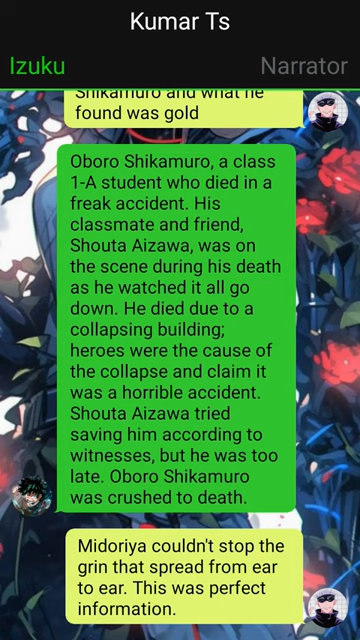 Kumar Ts
Izuku
Narrator
Shikamuro and what he
found was gold
Oboro Shikamuro, a class
1-A student who died in a
freak accident. His
classmate and friend,
Shouta Aizawa, was on
the scene during his death
as he watched it all go
down. He died due to a
collapsing building;
heroes were the cause of
the collapse and claim it
was a horrible accident.
Shouta Aizawa tried
saving him according to
witnesses, but he was too
late. Oboro Shikamuro
was crushed to death.
Midoriya couldn't stop the
grin that spread from ear
to ear. This was perfect
information.